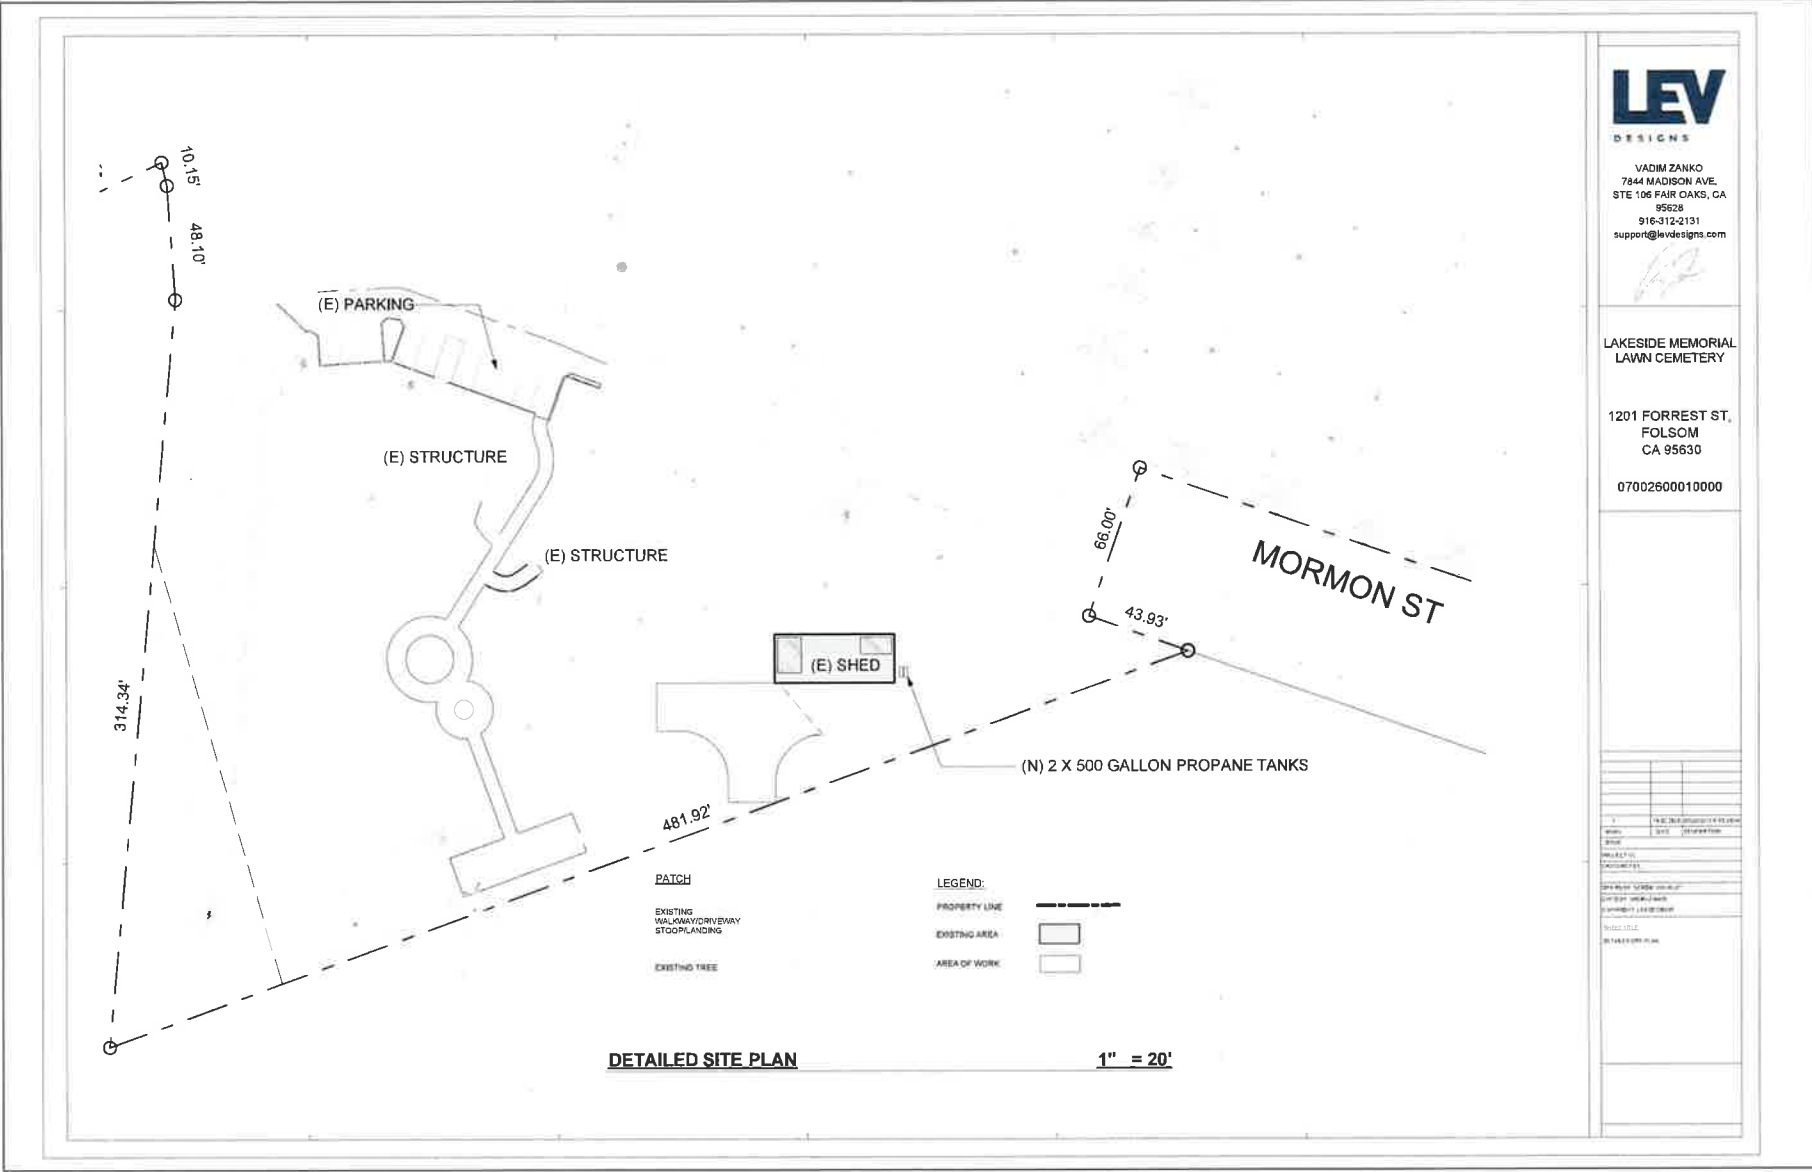 10.15'
48.10'
(E) PARKING
(E) STRUCTURE
(E) STRUCTURE
66.00'
MORMON ST
43.93'
(E) SHED
314.34'
(N) 2 X 500 GALLON PROPANE TANKS
481.92'
PATCH
EXISTING
WALKWAY/DRIVEWAY
STOOP/LANDING
EXISTING TREE
LEGEND:
PROPERTY LINE
EXISTING AREA
AREA OF WORK
DETAILED SITE PLAN
1" = 20'
LEV
DESIGNS
VADIM ZANKO
7844 MADISON AVE,
STE 106 FAIR OAKS, CA
95628
916-312-2131
support@levdesigns.com
LAKESIDE MEMORIAL
LAWN CEMETERY
1201 FORREST ST,
FOLSOM
CA 95630
07002600010000